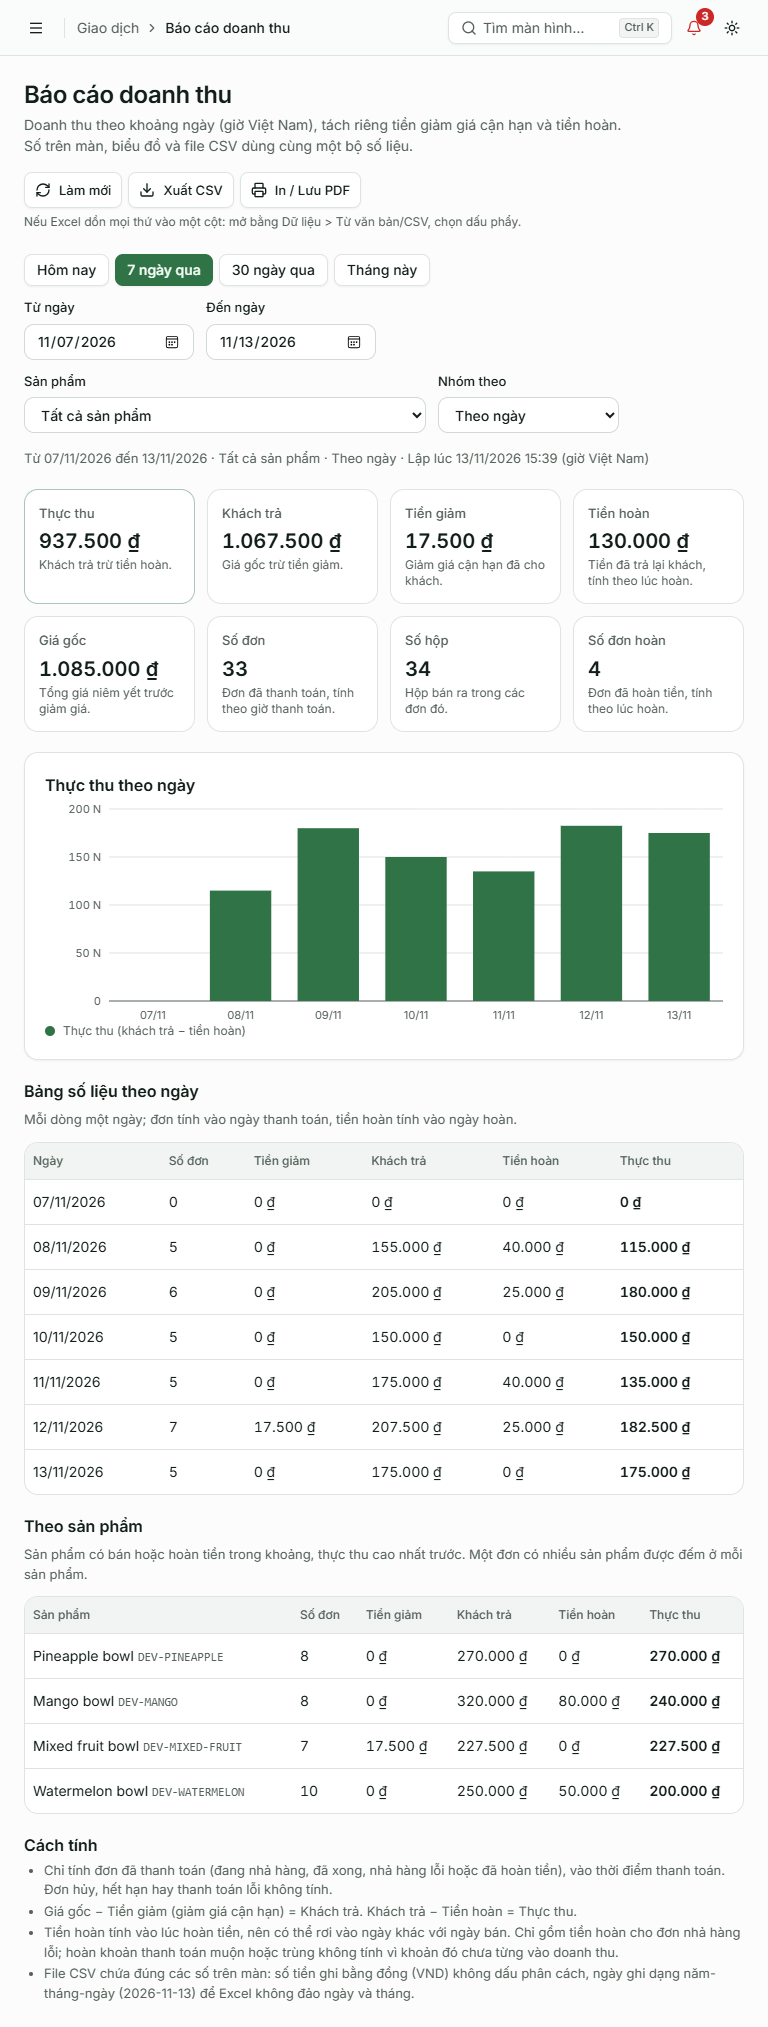 Giao dịch > Báo cáo doanh thu
Tìm màn hình... Ctrl K
3
Báo cáo doanh thu
Doanh thu theo khoảng ngày (giờ Việt Nam), tách riêng tiền giảm giá cận hạn và tiền hoàn.
Số trên màn, biểu đồ và file CSV dùng cùng một bộ số liệu.
Làm mới Xuất CSV In / Lưu PDF
Nếu Excel dồn mọi thứ vào một cột: mở bằng Dữ liệu > Từ văn bản/CSV, chọn dấu phẩy.
Hôm nay 7 ngày qua 30 ngày qua Tháng này
Từ ngày Đến ngày
11/07/2026 11/13/2026
Sản phẩm Nhóm theo
Tất cả sản phẩm Theo ngày
Từ 07/11/2026 đến 13/11/2026 · Tất cả sản phẩm · Theo ngày · Lập lúc 13/11/2026 15:39 (giờ Việt Nam)
Thực thu
937.500 ₫
Khách trả trừ tiền hoàn.
Khách trả
1.067.500 ₫
Giá gốc trừ tiền giảm.
Tiền giảm
17.500 ₫
Giảm giá cận hạn đã cho
khách.
Tiền hoàn
130.000 ₫
Tiền đã trả lại khách,
tính theo lúc hoàn.
Giá gốc
1.085.000 ₫
Tổng giá niêm yết trước
giảm giá.
Số đơn
33
Đơn đã thanh toán, tính
theo giờ thanh toán.
Số hộp
34
Hộp bán ra trong các
đơn đó.
Số đơn hoàn
4
Đơn đã hoàn tiền, tính
theo lúc hoàn.
Thực thu theo ngày
200 N
150 N
100 N
50 N
0
07/11 08/11 09/11 10/11 11/11 12/11 13/11
Thực thu (khách trả − tiền hoàn)
Bảng số liệu theo ngày
Mỗi dòng một ngày; đơn tính vào ngày thanh toán, tiền hoàn tính vào ngày hoàn.
Ngày Số đơn Tiền giảm Khách trả Tiền hoàn Thực thu
07/11/2026 0 0 ₫ 0 ₫ 0 ₫ 0 ₫
08/11/2026 5 0 ₫ 155.000 ₫ 40.000 ₫ 115.000 ₫
09/11/2026 6 0 ₫ 205.000 ₫ 25.000 ₫ 180.000 ₫
10/11/2026 5 0 ₫ 150.000 ₫ 0 ₫ 150.000 ₫
11/11/2026 5 0 ₫ 175.000 ₫ 40.000 ₫ 135.000 ₫
12/11/2026 7 17.500 ₫ 207.500 ₫ 25.000 ₫ 182.500 ₫
13/11/2026 5 0 ₫ 175.000 ₫ 0 ₫ 175.000 ₫
Theo sản phẩm
Sản phẩm có bán hoặc hoàn tiền trong khoảng, thực thu cao nhất trước. Một đơn có nhiều sản phẩm được đếm ở mỗi
sản phẩm.
Sản phẩm Số đơn Tiền giảm Khách trả Tiền hoàn Thực thu
Pineapple bowl DEV-PINEAPPLE 8 0 ₫ 270.000 ₫ 0 ₫ 270.000 ₫
Mango bowl DEV-MANGO 8 0 ₫ 320.000 ₫ 80.000 ₫ 240.000 ₫
Mixed fruit bowl DEV-MIXED-FRUIT 7 17.500 ₫ 227.500 ₫ 0 ₫ 227.500 ₫
Watermelon bowl DEV-WATERMELON 10 0 ₫ 250.000 ₫ 50.000 ₫ 200.000 ₫
Cách tính
• Chỉ tính đơn đã thanh toán (đang nhả hàng, đã xong, nhả hàng lỗi hoặc đã hoàn tiền), vào thời điểm thanh toán.
Đơn hủy, hết hạn hay thanh toán lỗi không tính.
• Giá gốc − Tiền giảm (giảm giá cận hạn) = Khách trả. Khách trả − Tiền hoàn = Thực thu.
• Tiền hoàn tính vào lúc hoàn tiền, nên có thể rơi vào ngày khác với ngày bán. Chỉ gồm tiền hoàn cho đơn nhả hàng
lỗi; hoàn khoản thanh toán muộn hoặc trùng không tính vì khoản đó chưa từng vào doanh thu.
• File CSV chứa đúng các số trên màn: số tiền ghi bằng đồng (VND) không dấu phân cách, ngày ghi dạng năm-
tháng-ngày (2026-11-13) để Excel không đảo ngày và tháng.